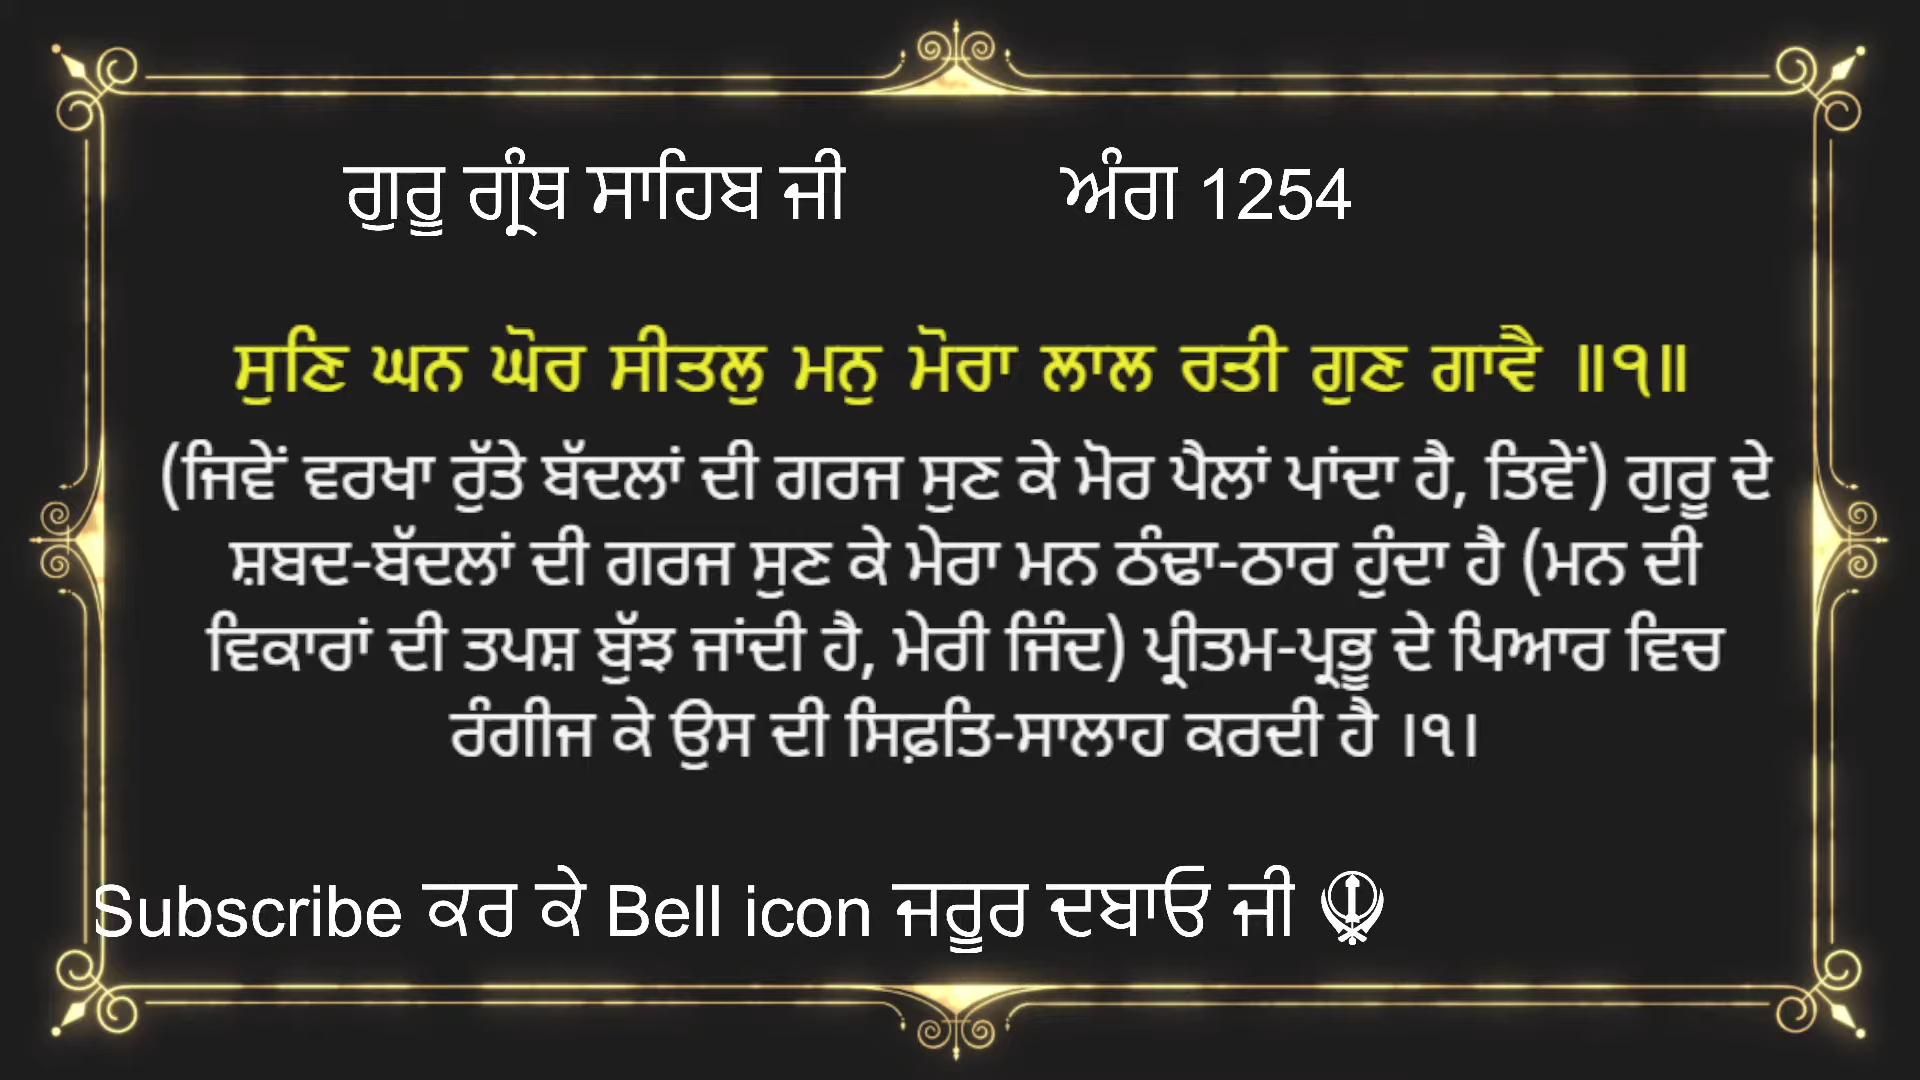 ਗੁਰੂ ਗ੍ਰੰਥ ਸਾਹਿਬ ਜੀ ਅੰਗ 1254
ਸੁਣਿ ਘਨ ਘੋਰ ਸੀਤਲੁ ਮਨੁ ਮੋਰਾ ਲਾਲ ਰਤੀ ਗੁਣ ਗਾਵੈ ॥੧॥
(ਜਿਵੇਂ ਵਰਖਾ ਰੁੱਤੇ ਬੱਦਲਾਂ ਦੀ ਗਰਜ ਸੁਣ ਕੇ ਮੋਰ ਪੈਲਾਂ ਪਾਂਦਾ ਹੈ, ਤਿਵੇਂ) ਗੁਰੂ ਦੇ
ਸ਼ਬਦ-ਬੱਦਲਾਂ ਦੀ ਗਰਜ ਸੁਣ ਕੇ ਮੇਰਾ ਮਨ ਠੰਢਾ-ਠਾਰ ਹੁੰਦਾ ਹੈ (ਮਨ ਦੀ
ਵਿਕਾਰਾਂ ਦੀ ਤਪਸ਼ ਬੁੱਝ ਜਾਂਦੀ ਹੈ, ਮੇਰੀ ਜਿੰਦ) ਪ੍ਰੀਤਮ-ਪ੍ਰਭੂ ਦੇ ਪਿਆਰ ਵਿਚ
ਰੰਗੀਜ ਕੇ ਉਸ ਦੀ ਸਿਫ਼ਤਿ-ਸਾਲਾਹ ਕਰਦੀ ਹੈ ।੧।
Subscribe ਕਰ ਕੇ Bell icon ਜਰੂਰ ਦਬਾਓ ਜੀ ☬